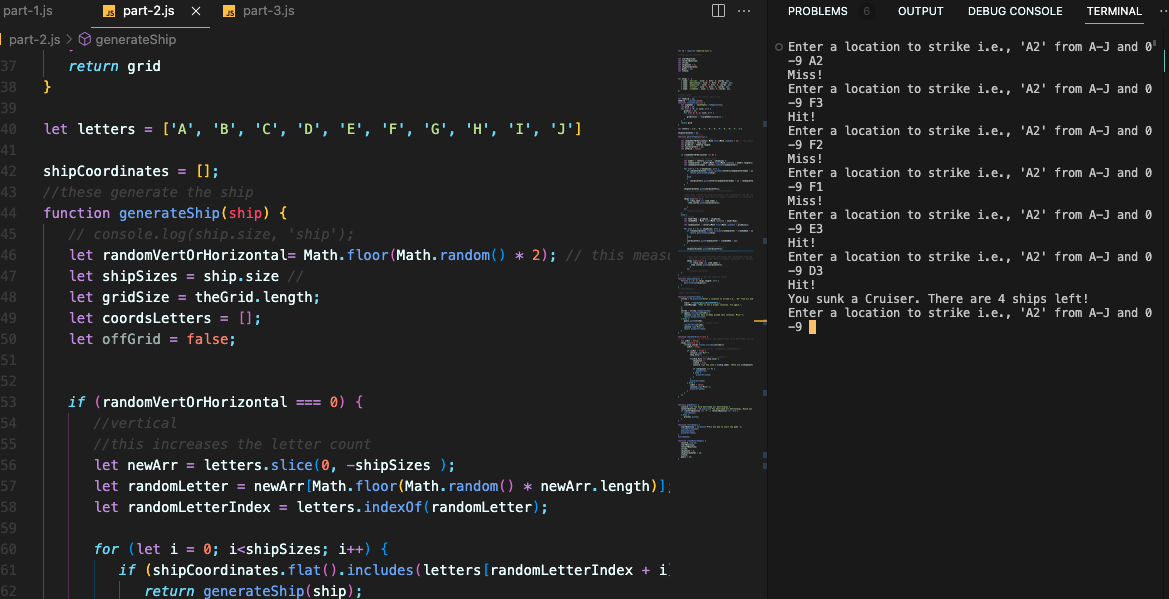 part-1.js
JS part-2.js
JS part-3.js
PROBLEMS 6 OUTPUT DEBUG CONSOLE TERMINAL
part-2.js > generateShip
37 return grid
38 }
39
40 let letters = ['A', 'B', 'C', 'D', 'E', 'F', 'G', 'H', 'I', 'J']
41
42 shipCoordinates = [];
43 //these generate the ship
44 function generateShip(ship) {
45 // console.log(ship.size, 'ship');
46 let randomVertOrHorizontal= Math.floor(Math.random() * 2); // this measu
47 let shipSizes = ship.size //
48 let gridSize = theGrid.length;
49 let coordsLetters = [];
50 let offGrid = false;
51
52
53 if (randomVertOrHorizontal === 0) {
54 //vertical
55 //this increases the letter count
56 let newArr = letters.slice(0, -shipSizes );
57 let randomLetter = newArr[Math.floor(Math.random() * newArr.length)];
58 let randomLetterIndex = letters.indexOf(randomLetter);
59
60 for (let i = 0; i<shipSizes; i++) {
61 if (shipCoordinates.flat().includes(letters[randomLetterIndex + i]
62 return generateShip(ship);
Enter a location to strike i.e., 'A2' from A-J and 0
-9 A2
Miss!
Enter a location to strike i.e., 'A2' from A-J and 0
-9 F3
Hit!
Enter a location to strike i.e., 'A2' from A-J and 0
-9 F2
Miss!
Enter a location to strike i.e., 'A2' from A-J and 0
-9 F1
Miss!
Enter a location to strike i.e., 'A2' from A-J and 0
-9 E3
Hit!
Enter a location to strike i.e., 'A2' from A-J and 0
-9 D3
Hit!
You sunk a Cruiser. There are 4 ships left!
Enter a location to strike i.e., 'A2' from A-J and 0
-9